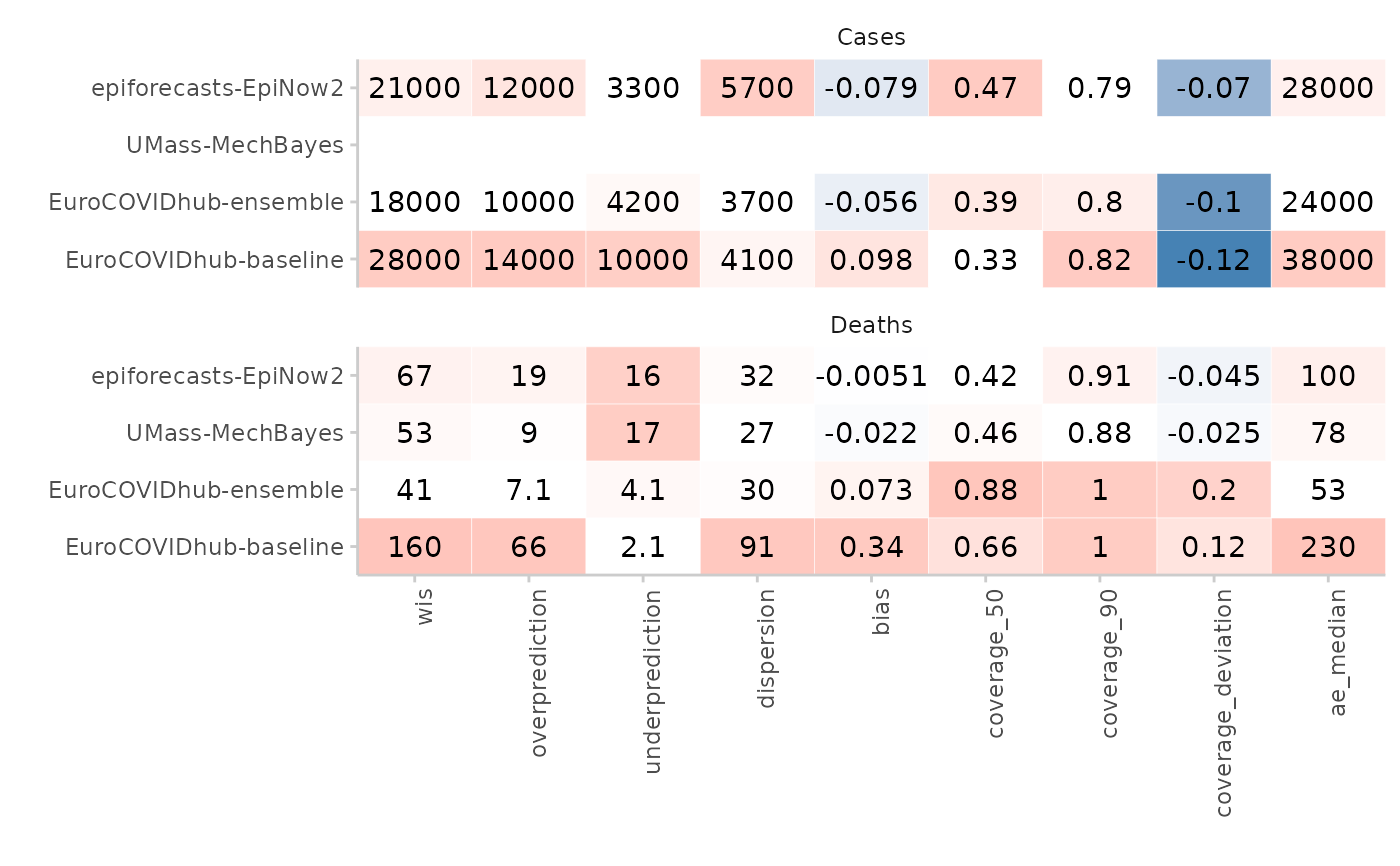 Cases
epiforecasts-EpiNow2 21000 12000 3300 5700 -0.079 0.47 0.79 -0.07 28000
UMass-MechBayes
EuroCOVIDhub-ensemble 18000 10000 4200 3700 -0.056 0.39 0.8 -0.1 24000
EuroCOVIDhub-baseline 28000 14000 10000 4100 0.098 0.33 0.82 -0.12 38000
Deaths
epiforecasts-EpiNow2 67 19 16 32 -0.0051 0.42 0.91 -0.045 100
UMass-MechBayes 53 9 17 27 -0.022 0.46 0.88 -0.025 78
EuroCOVIDhub-ensemble 41 7.1 4.1 30 0.073 0.88 1 0.2 53
EuroCOVIDhub-baseline 160 66 2.1 91 0.34 0.66 1 0.12 230
wis
overprediction
underprediction
dispersion
bias
coverage_50
coverage_90
coverage_deviation
ae_median